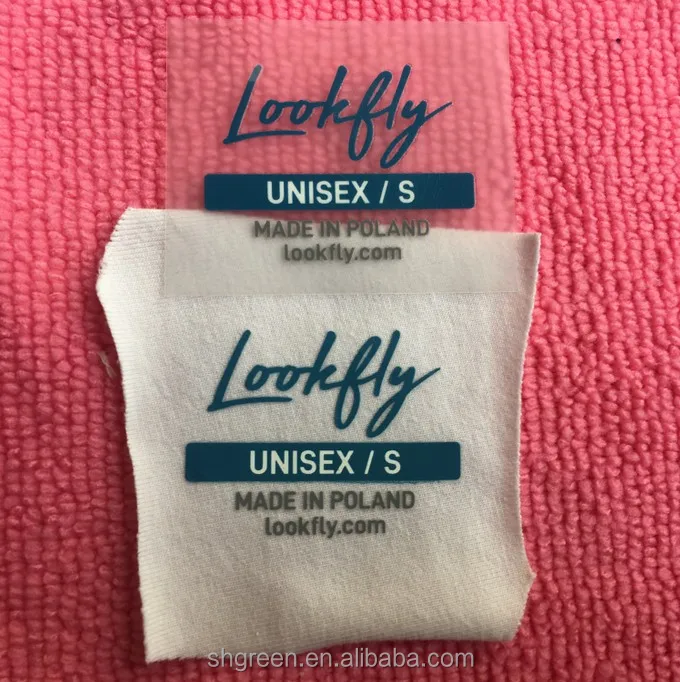 Lookfly
UNISEX / S
MADE IN POLAND
lookfly.com
Lookfly
UNISEX / S
MADE IN POLAND
lookfly.com
shgreen.en.alibaba.com